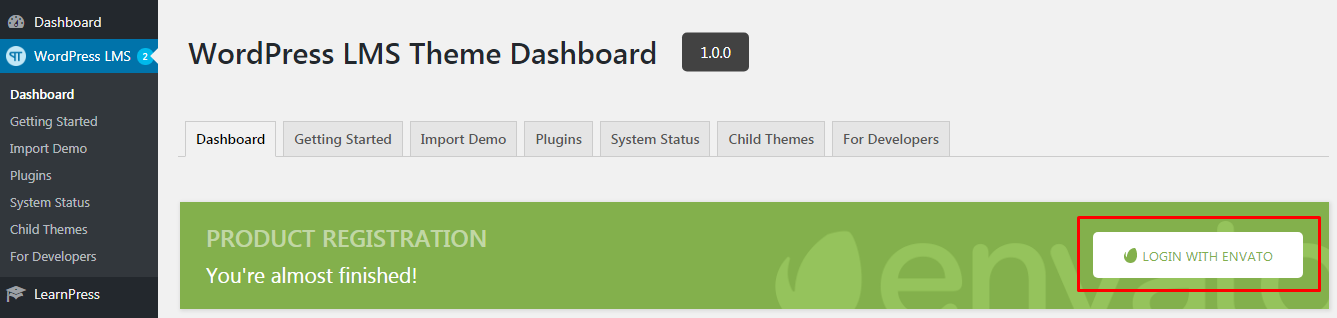 Dashboard
WordPress LMS 2
Dashboard
Getting Started
Import Demo
Plugins
System Status
Child Themes
For Developers
LearnPress
WordPress LMS Theme Dashboard 1.0.0
Dashboard Getting Started Import Demo Plugins System Status Child Themes For Developers
PRODUCT REGISTRATION
You're almost finished!
envato
LOGIN WITH ENVATO